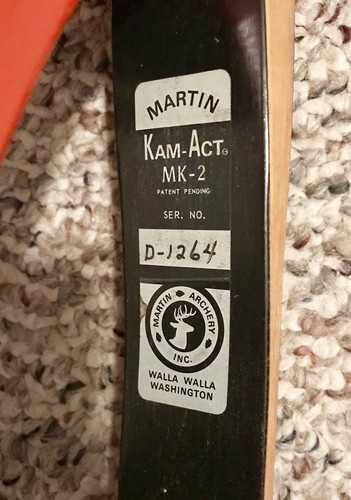 MARTIN
KAM-ACT©
MK-2
PATENT PENDING
SER. NO.
D-1264
MARTIN ARCHERY
INC.
WALLA WALLA
WASHINGTON